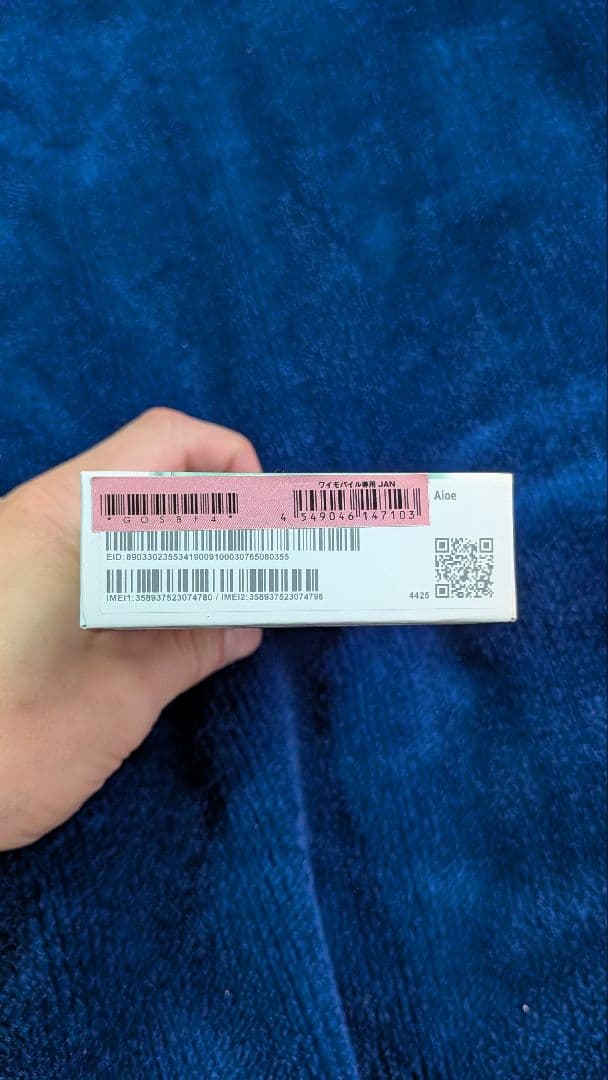 ワイモバイル専用 JAN
* G O S B F 4 *
4 549046 147103
Aloe
EID:89033023553419009100030765080355
IMEI1:358937523074780 / IMEI2:358937523074798
4425